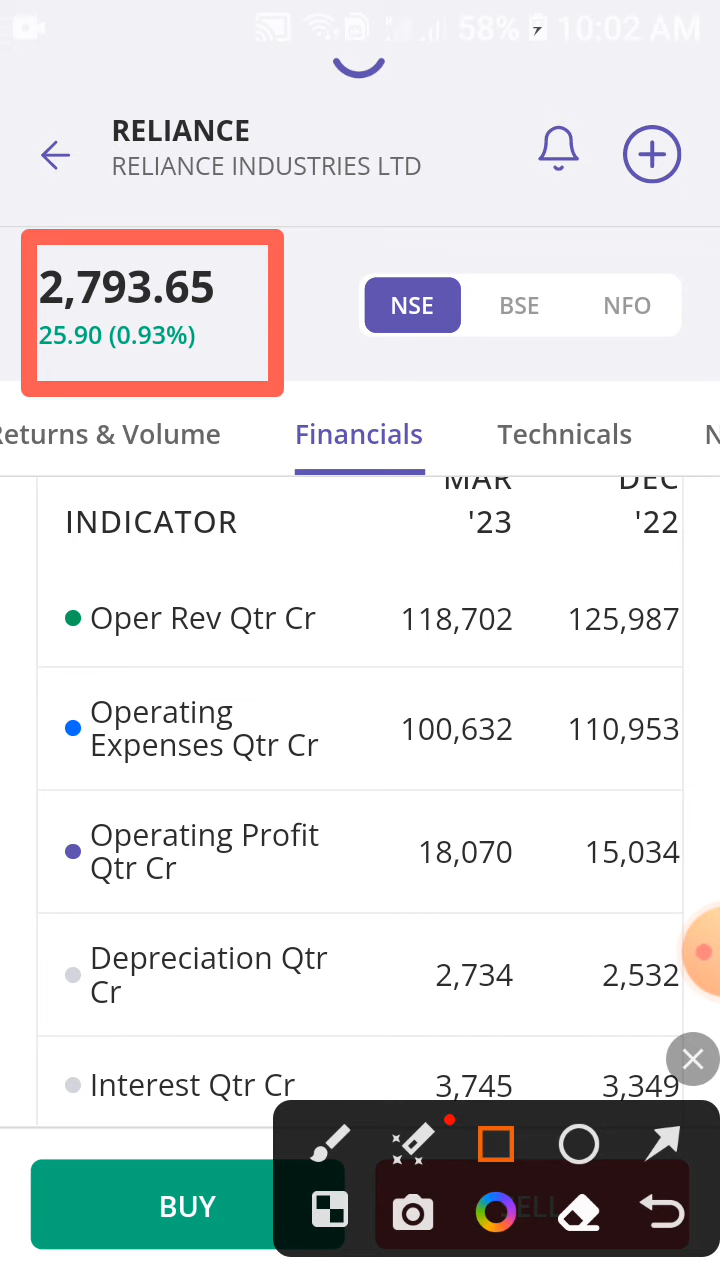 58% 10:02 AM
RELIANCE
RELIANCE INDUSTRIES LTD
2,793.65
25.90 (0.93%)
NSE BSE NFO
Returns & Volume Financials Technicals N
INDICATOR MAR '23 DEC '22
Oper Rev Qtr Cr 118,702 125,987
Operating
Expenses Qtr Cr 100,632 110,953
Operating Profit
Qtr Cr 18,070 15,034
Depreciation Qtr
Cr 2,734 2,532
Interest Qtr Cr 3,745 3,349
BUY
SELL